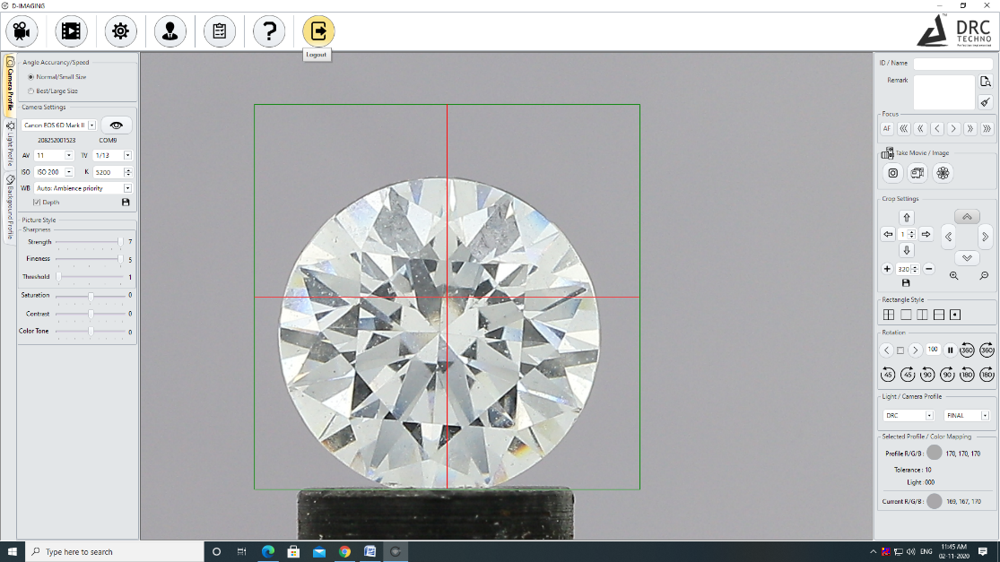 D-IMAGING
Logout
DRC
TECHNO
Angle Accurancy/Speed
Normal/Small Size
Best/Large Size
Camera Settings
Canon EOS 6D Mark II
208252001523 COM9
AV 11 TV 1/13
ISO ISO 200 K 5200
WB Auto: Ambience priority
Depth
Picture Style
Sharpness
Strength 7
Fineness 5
Threshold 1
Saturation 0
Contrast 0
Color Tone 0
Camera Profile
Light Profile
Background Profile
ID / Name
Remark
Focus
AF
Take Movie / Image
Crop Settings
1
320
Rectangle Style
Rotation
100 360 360
45 45 90 90 180 180
Light / Camera Profile
DRC FINAL
Selected Profile / Color Mapping
Profile R/G/B : 170, 170, 170
Tolerance : 10
Light : 000
Current R/G/B : 169, 167, 170
Type here to search
ENG
11:45 AM
02-11-2020